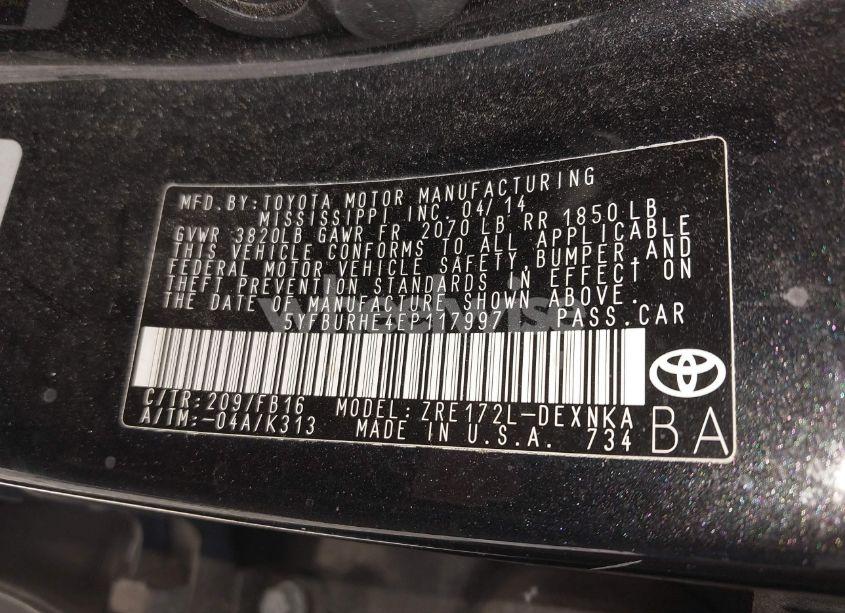 MFD.BY:TOYOTA MOTOR MANUFACTURING
MISSISSIPPI INC. 04/14
GVWR 3820LB GAWR FR 2070 LB RR 1850 LB
THIS VEHICLE CONFORMS TO ALL APPLICABLE
FEDERAL MOTOR VEHICLE SAFETY,BUMPER,AND
THEFT PREVENTION STANDARDS IN EFFECT ON
THE DATE OF MANUFACTURE SHOWN ABOVE.
PASS.CAR
C/TR:209/FB16 MODEL: ZRE172L-DEXNKA
A/TM:-04A/K313 MADE IN U.S.A. 734
BA